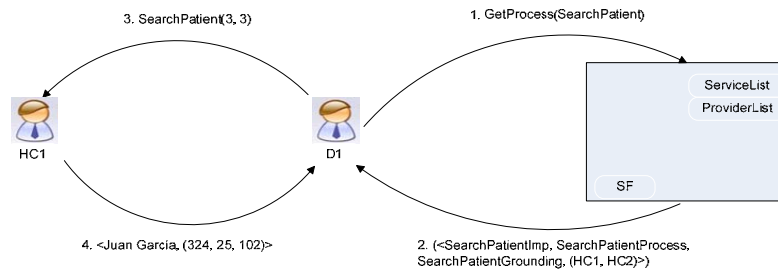 3. SearchPatient(3, 3)
1. GetProcess(SearchPatient)
ServiceList
ProviderList
HC1
D1
SF
4. <Juan Garcia, (324, 25, 102)>
2. (<SearchPatientImp, SearchPatientProcess,
SearchPatientGrounding, (HC1, HC2)>)